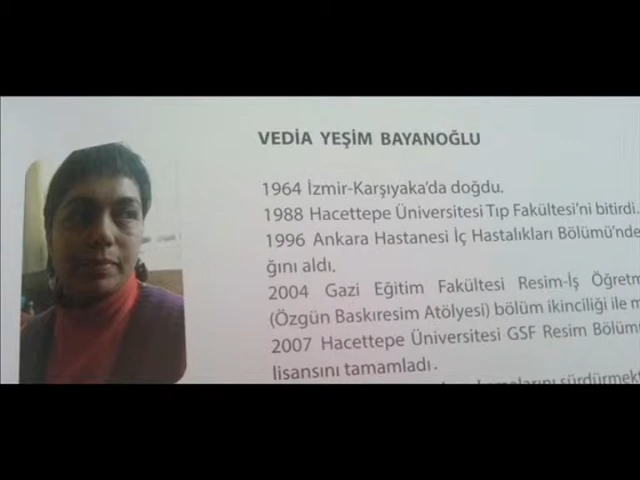 VEDİA YEŞİM BAYANOĞLU
1964 İzmir-Karşıyaka'da doğdu.
1988 Hacettepe Üniversitesi Tıp Fakültesi'ni bitirdi.
1996 Ankara Hastanesi İç Hastalıkları Bölümü'nde
ğını aldı.
2004 Gazi Eğitim Fakültesi Resim-İş Öğretm
(Özgün Baskıresim Atölyesi) bölüm ikinciliği ile m
2007 Hacettepe Üniversitesi GSF Resim Bölüm
lisansını tamamladı.
sürdürmekt